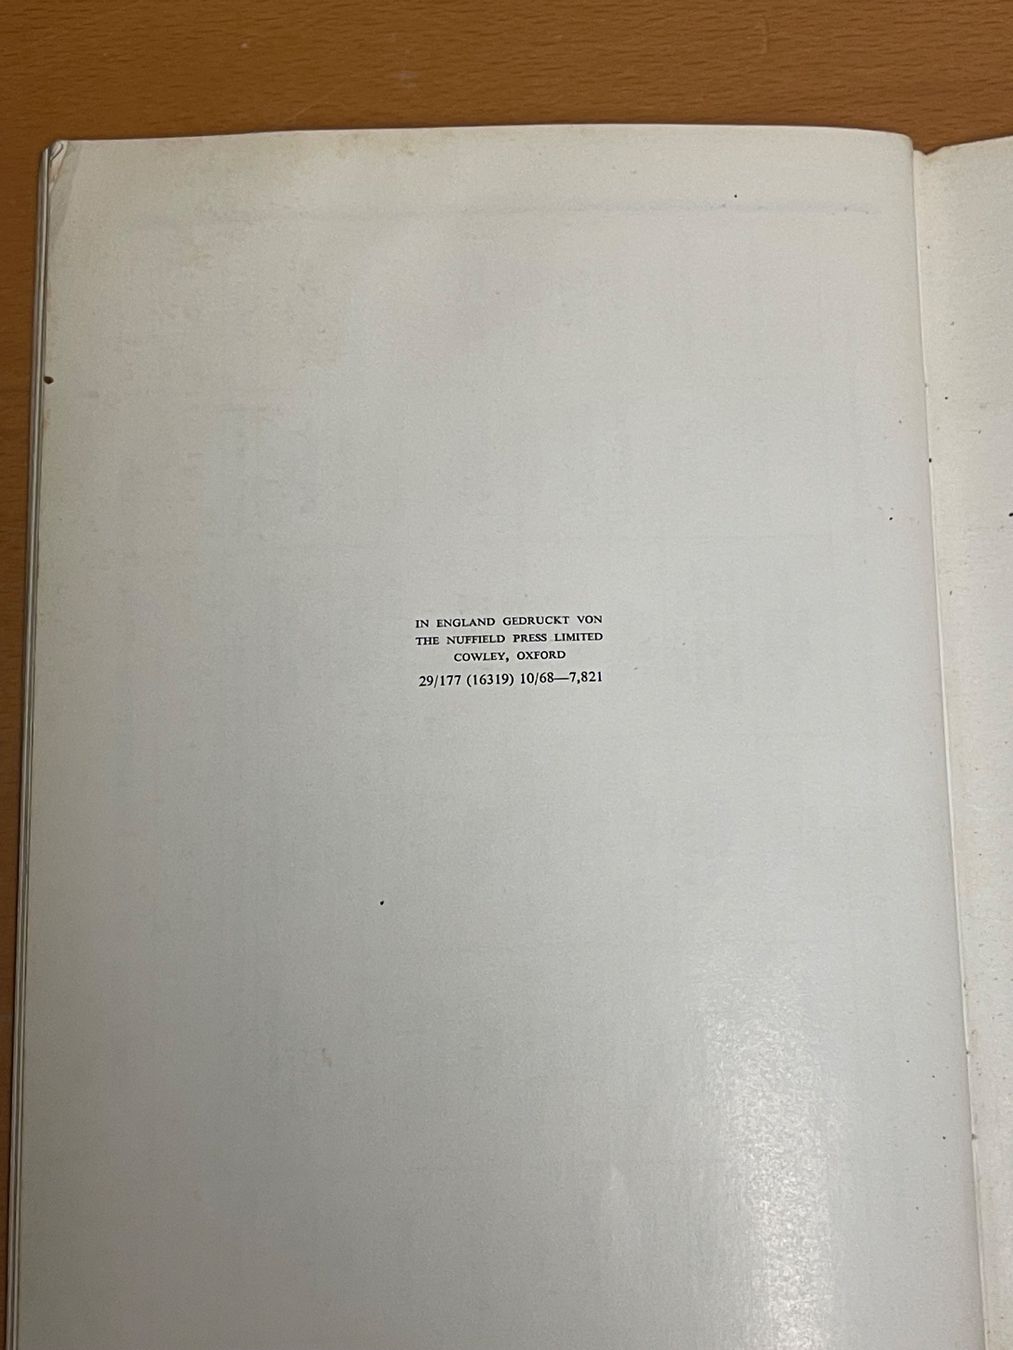 IN ENGLAND GEDRUCKT VON
THE NUFFIELD PRESS LIMITED
COWLEY, OXFORD
29/177 (16319) 10/68—7,821